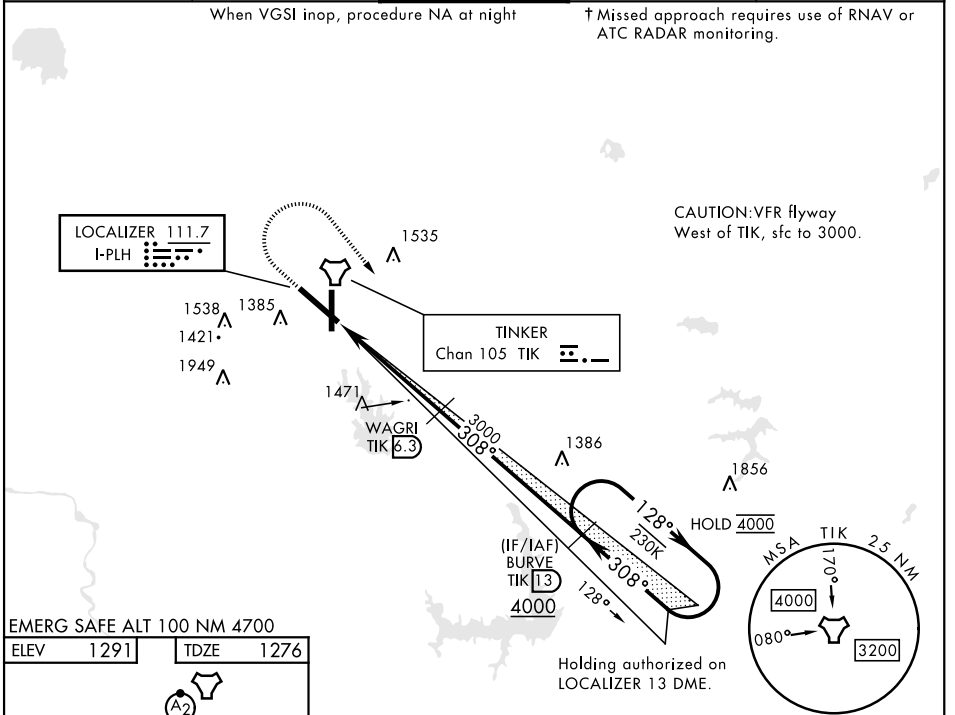 When VGSI inop, procedure NA at night
† Missed approach requires use of RNAV or
ATC RADAR monitoring.
CAUTION:VFR flyway
West of TIK, sfc to 3000.
LOCALIZER 111.7
I-PLH
1535
1538
1385
1421
1949
TINKER
Chan 105 TIK
1471
WAGRI
TIK 6.3
3000
308°
1386
1856
128°
230K
HOLD 4000
308°
(IF/IAF)
BURVE
TIK 13
4000
128°
Holding authorized on
LOCALIZER 13 DME.
MSA TIK 25 NM
170°
4000
080°
3200
EMERG SAFE ALT 100 NM 4700
ELEV 1291
TDZE 1276
A2